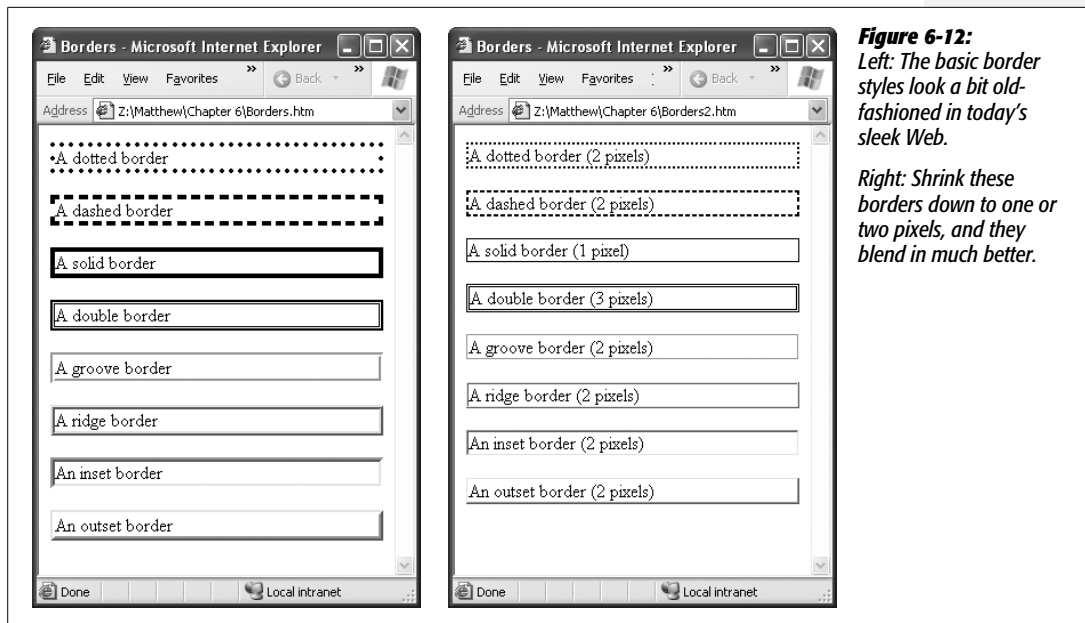 Borders - Microsoft Internet Explorer
File Edit View Favorites » Back »
Address Z:\Matthew\Chapter 6\Borders.htm
A dotted border
A dashed border
A solid border
A double border
A groove border
A ridge border
An inset border
An outset border
Done Local intranet
Borders - Microsoft Internet Explorer
File Edit View Favorites : » Back »
Address Z:\Matthew\Chapter 6\Borders2.htm
A dotted border (2 pixels)
A dashed border (2 pixels)
A solid border (1 pixel)
A double border (3 pixels)
A groove border (2 pixels)
A ridge border (2 pixels)
An inset border (2 pixels)
An outset border (2 pixels)
Done Local intranet
Figure 6-12:
Left: The basic border
styles look a bit old-
fashioned in today's
sleek Web.
Right: Shrink these
borders down to one or
two pixels, and they
blend in much better.